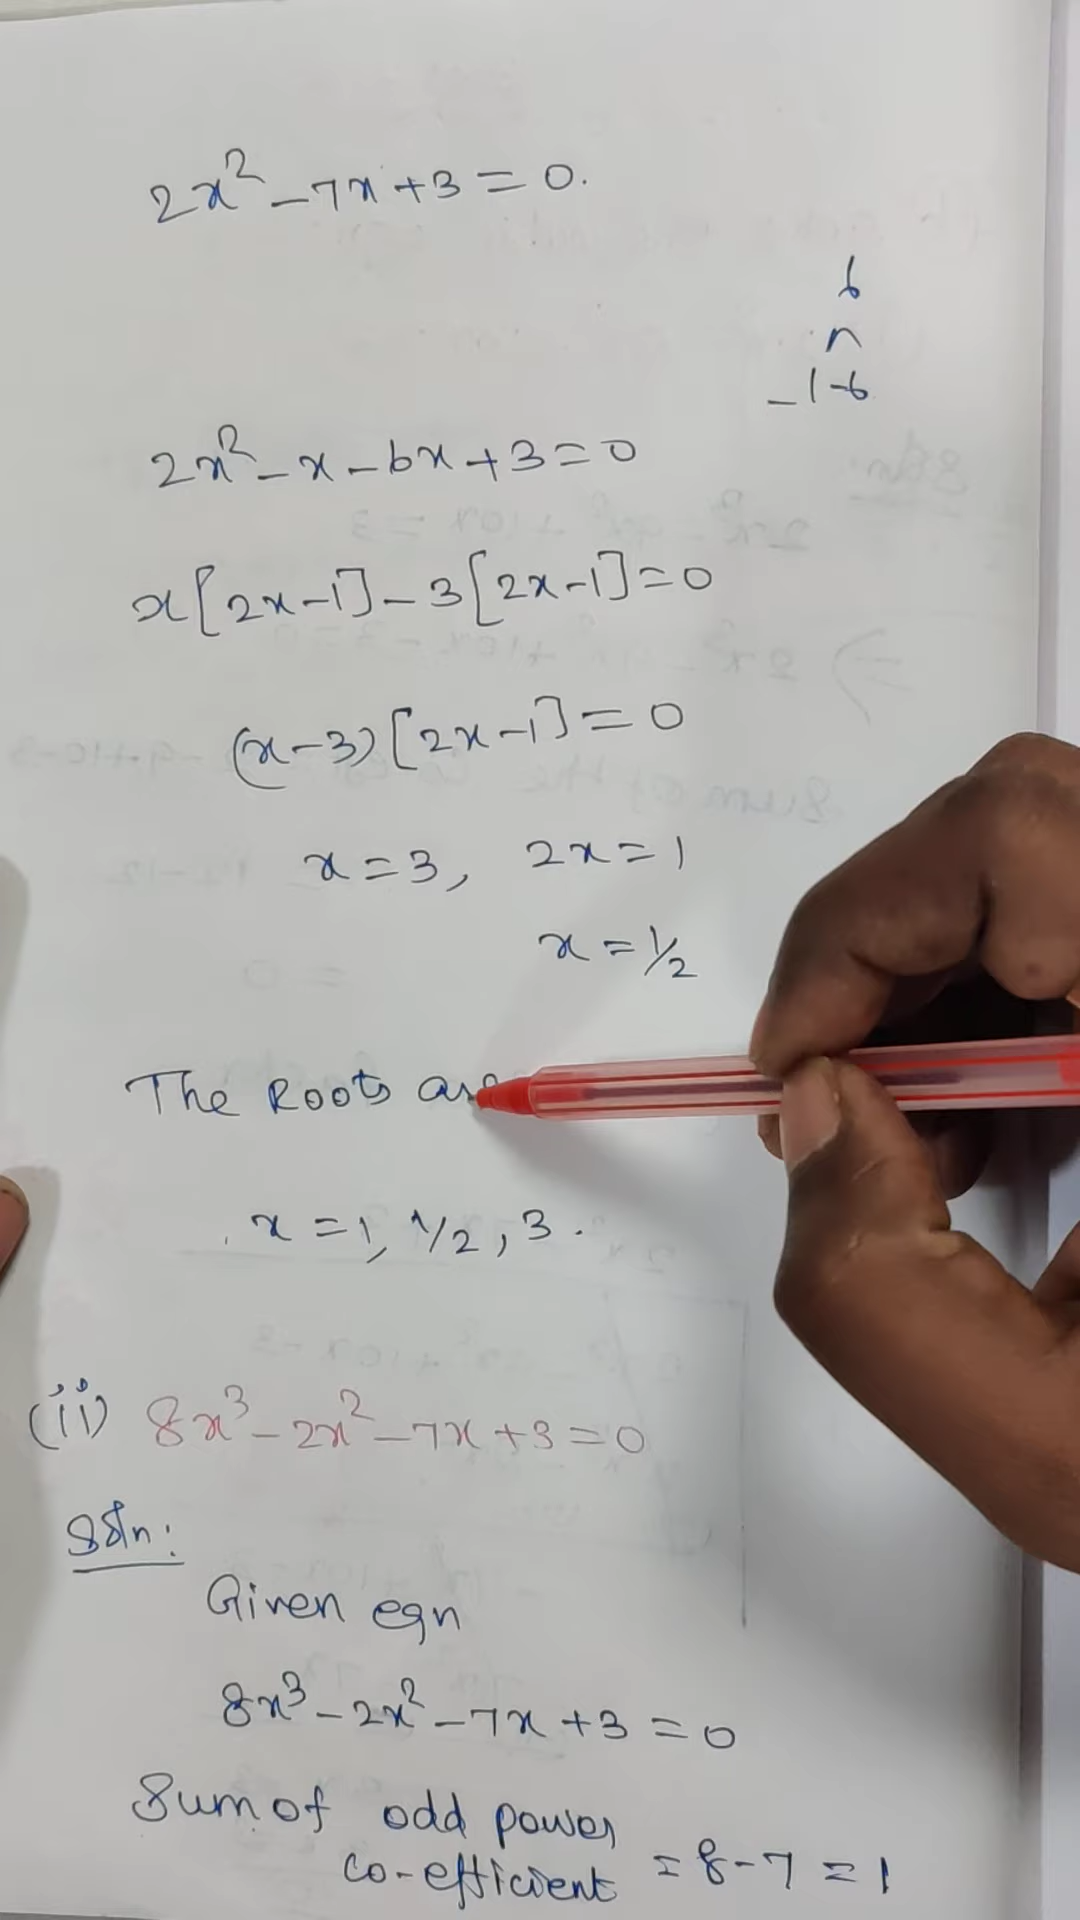 2x² - 7x + 3 = 0.
6
∩
-1 -6
2x² - x - 6x + 3 = 0
x[2x-1] - 3[2x-1] = 0
(x-3)[2x-1] = 0
x = 3, 2x = 1
x = 1/2
The Roots are
x = 1, 1/2, 3.
(ii) 8x³ - 2x² - 7x + 3 = 0
Soln:
Given eqn
8x³ - 2x² - 7x + 3 = 0
Sum of odd power
co-efficient = 8 - 7 = 1